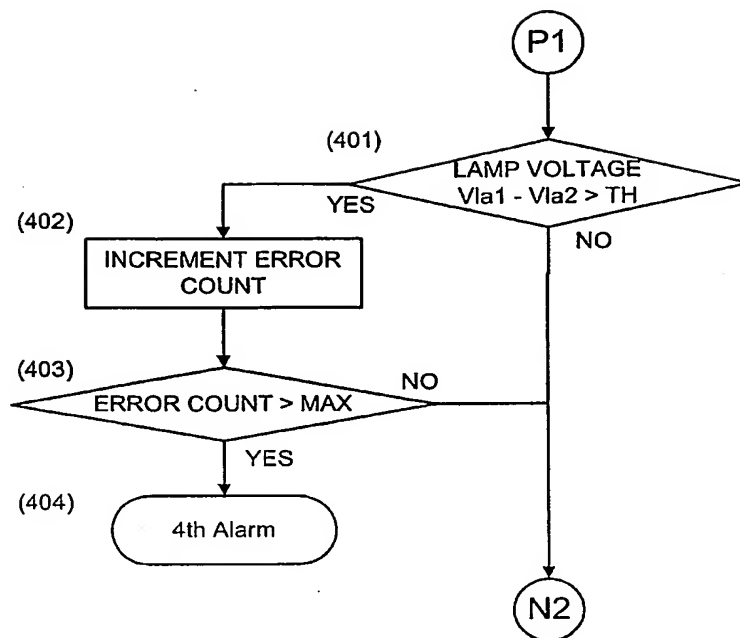 P1
(401)
LAMP VOLTAGE
Vla1 - Vla2 > TH
YES
NO
(402)
INCREMENT ERROR
COUNT
(403)
NO
ERROR COUNT > MAX
YES
(404)
4th Alarm
N2